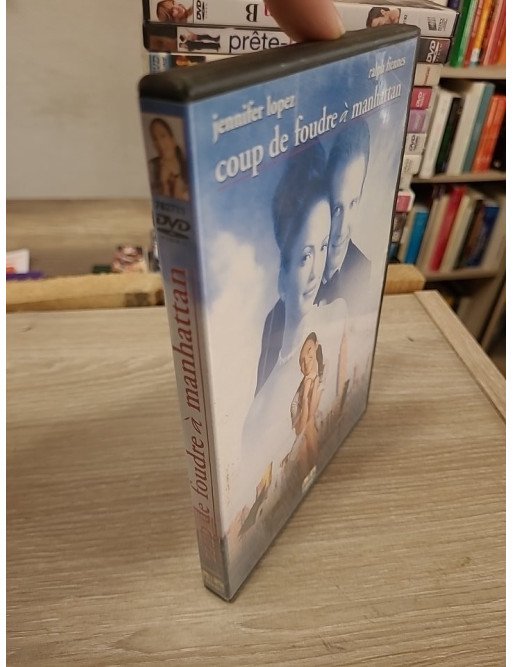 B
prête-
DVD
jennifer lopez
ralph fiennes
coup de foudre à manhattan
DVD
coup de foudre à manhattan